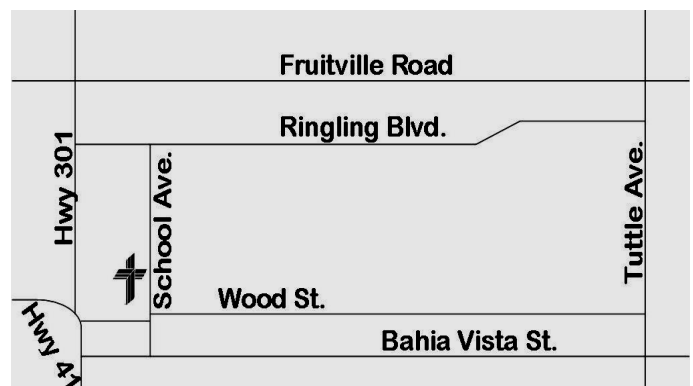 Fruitville Road
Ringling Blvd.
Hwy 301
School Ave.
Tuttle Ave.
Wood St.
Hwy 41
Bahia Vista St.